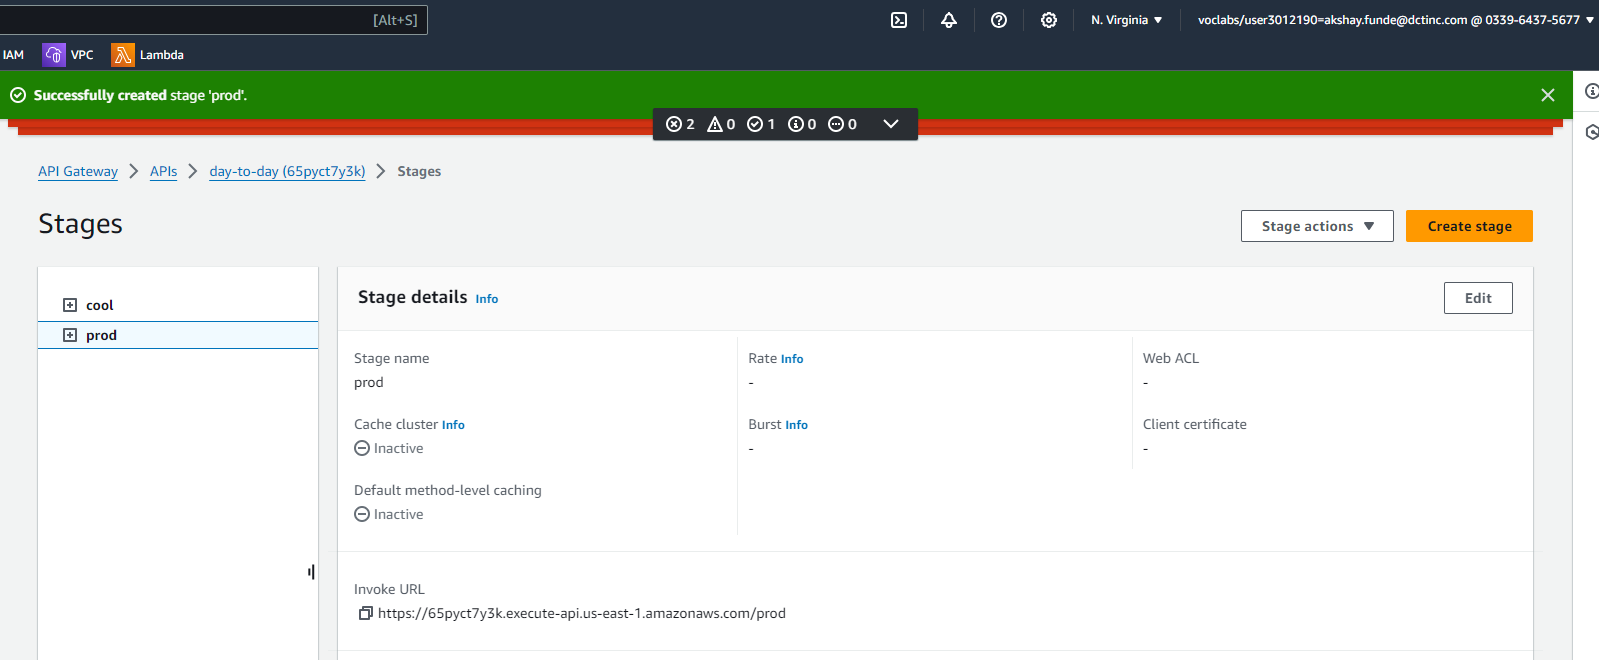 [Alt+S]
N. Virginia
voclabs/user3012190=akshay.funde@dctinc.com @ 0339-6437-5677
IAM VPC Lambda
Successfully created stage 'prod'.
2 0 1 0 0
API Gateway APIs day-to-day (65pyct7y3k) Stages
Stages
Stage actions Create stage
cool
prod
Stage details Info
Edit
Stage name
prod
Rate Info
-
Web ACL
-
Cache cluster Info
Inactive
Burst Info
-
Client certificate
-
Default method-level caching
Inactive
Invoke URL
https://65pyct7y3k.execute-api.us-east-1.amazonaws.com/prod